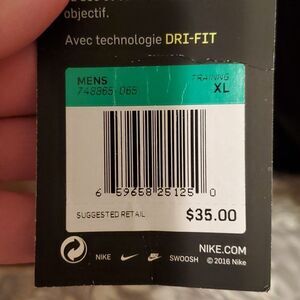 objectif.
Avec technologie DRI-FIT
MENS TRAINING
748865-065 XL
6 59658 25125 0
SUGGESTED RETAIL $35.00
NIKE.COM
NIKE SWOOSH © 2016 Nike